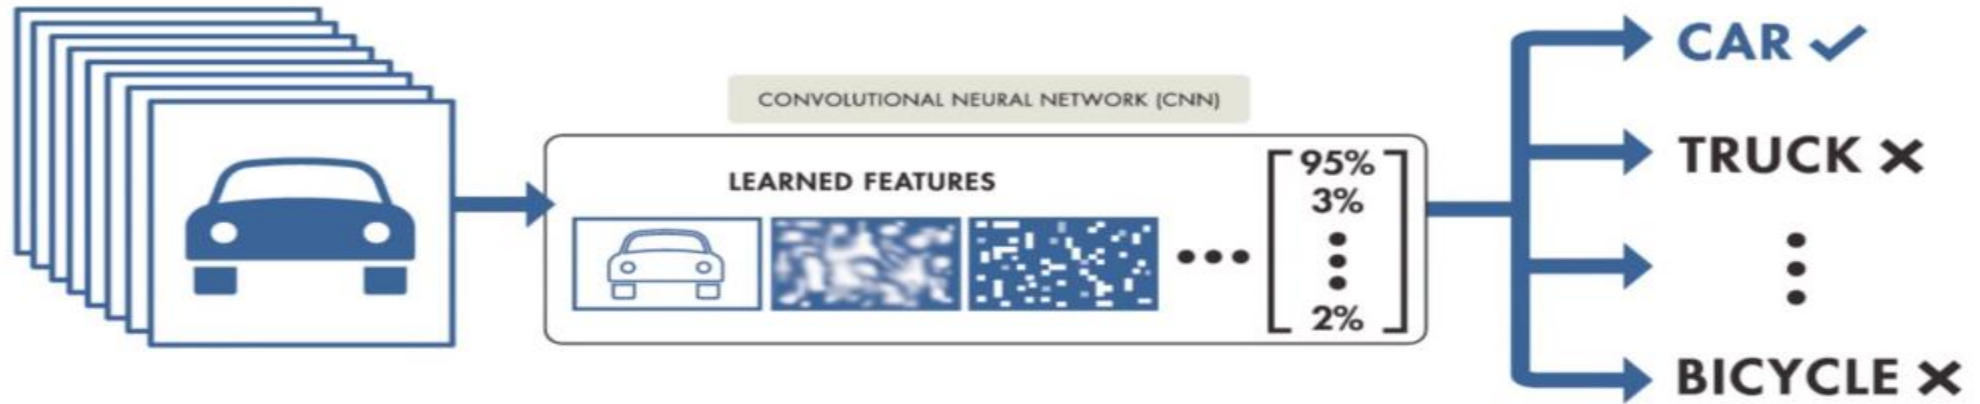 CONVOLUTIONAL NEURAL NETWORK (CNN)
LEARNED FEATURES
95%
3%
2%
CAR
TRUCK
BICYCLE